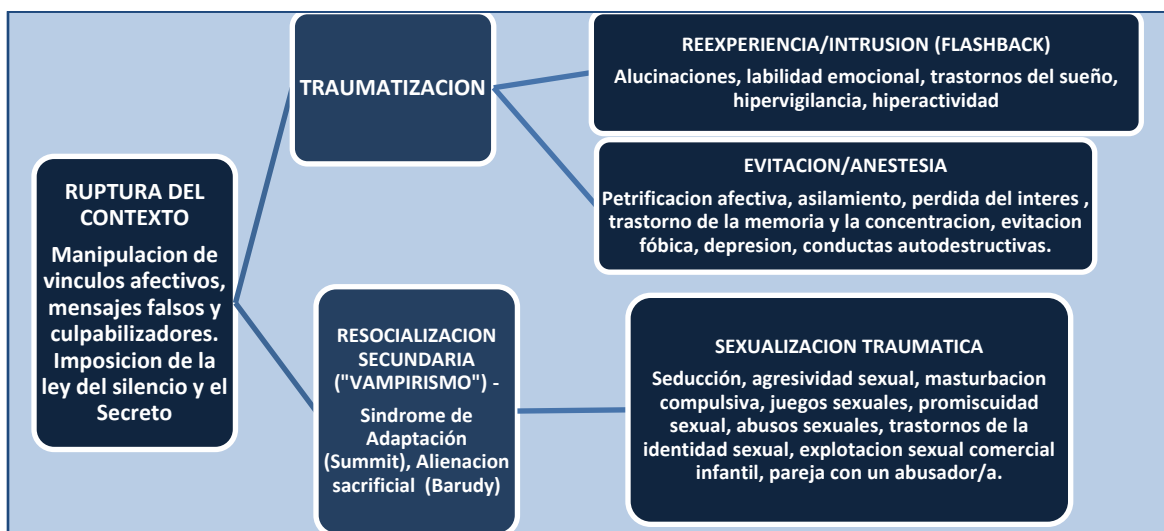 RUPTURA DEL
CONTEXTO
Manipulacion de
vinculos afectivos,
mensajes falsos y
culpabilizadores.
Imposicion de la
ley del silencio y el
Secreto
TRAUMATIZACION
REEXPERIENCIA/INTRUSION (FLASHBACK)
Alucinaciones, labilidad emocional, trastornos del sueño,
hipervigilancia, hiperactividad
EVITACION/ANESTESIA
Petrificacion afectiva, asilamiento, perdida del interes ,
trastorno de la memoria y la concentracion, evitacion
fóbica, depresion, conductas autodestructivas.
RESOCIALIZACION
SECUNDARIA
("VAMPIRISMO") -
Sindrome de
Adaptación
(Summit), Alienacion
sacrificial  (Barudy)
SEXUALIZACION TRAUMATICA
Seducción, agresividad sexual, masturbacion
compulsiva, juegos sexuales, promiscuidad
sexual, abusos sexuales, trastornos de la
identidad sexual, explotacion sexual comercial
infantil, pareja con un abusador/a.